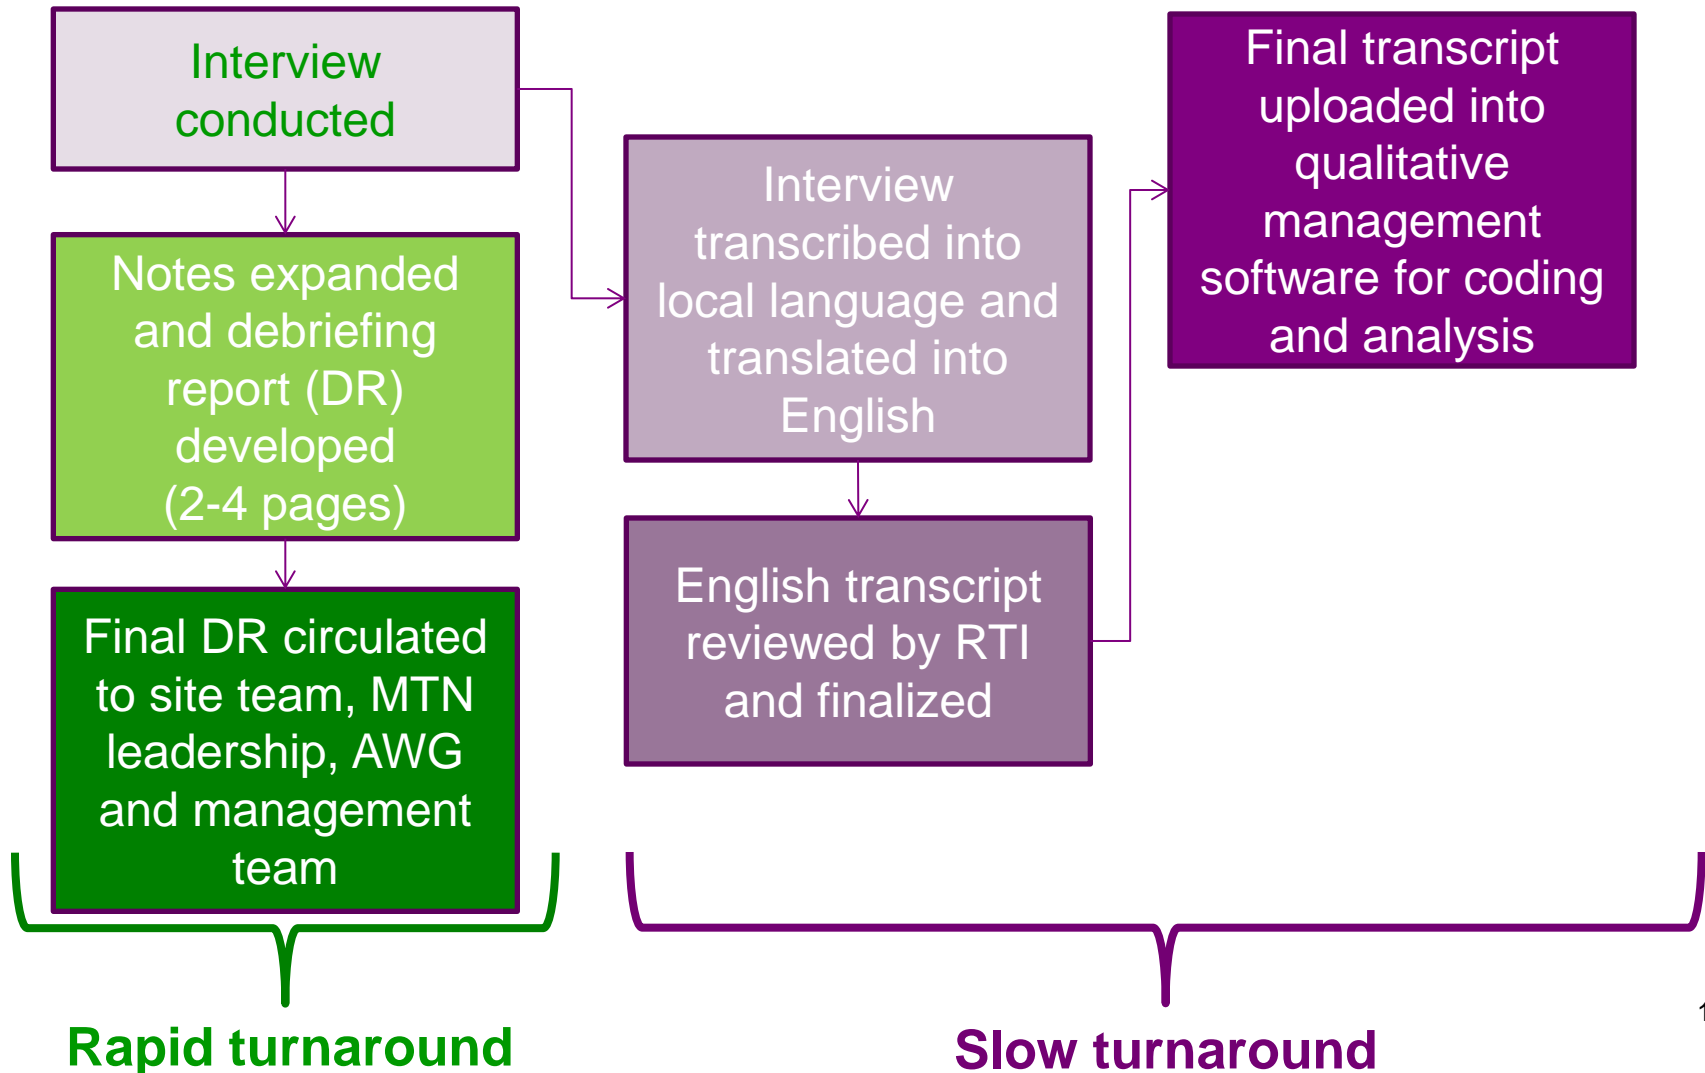 Interview
conducted
Notes expanded
and debriefing
report (DR)
developed
(2-4 pages)
Final DR circulated
to site team, MTN
leadership, AWG
and management
team
Interview
transcribed into
local language and
translated into
English
English transcript
reviewed by RTI
and finalized
Final transcript
uploaded into
qualitative
management
software for coding
and analysis
Rapid turnaround
Slow turnaround